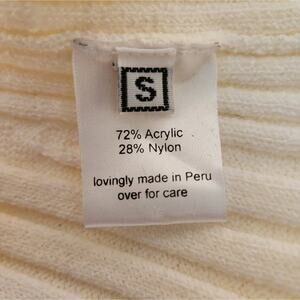 S
72% Acrylic
28% Nylon
lovingly made in Peru
over for care